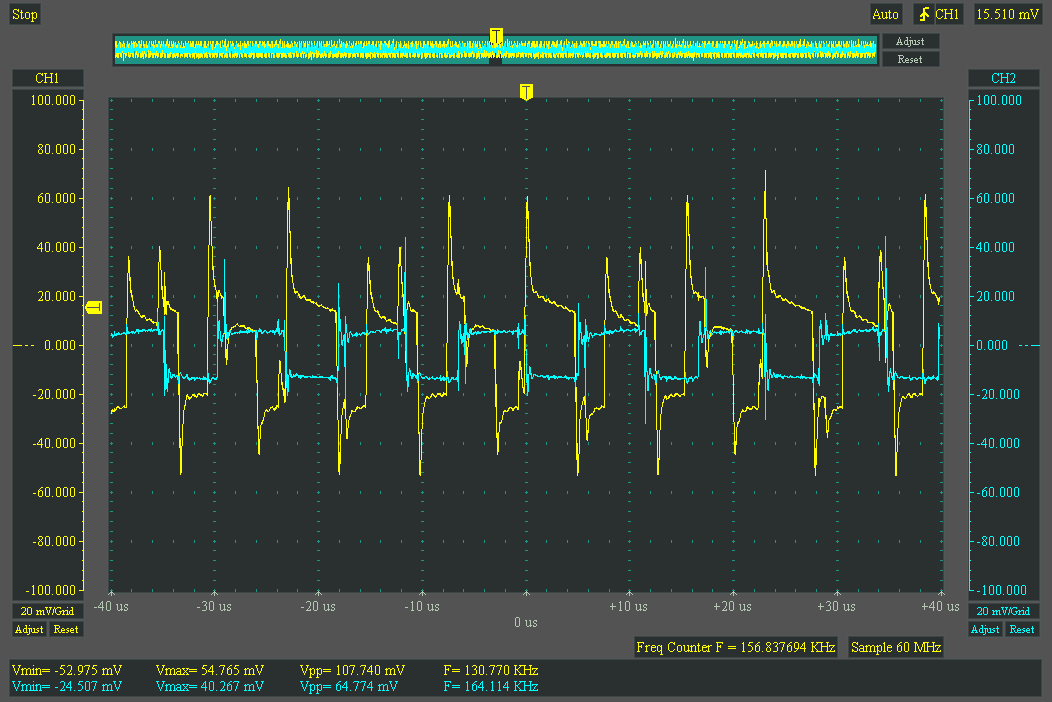 Stop
Auto CH1 15.510 mV
T
Adjust
Reset
CH1
CH2
T
100.000
80.000
60.000
40.000
20.000
0.000
-20.000
-40.000
-60.000
-80.000
-100.000
100.000
80.000
60.000
40.000
20.000
0.000
-20.000
-40.000
-60.000
-80.000
-100.000
-40 us -30 us -20 us -10 us +10 us +20 us +30 us +40 us
0 us
20 mV/Grid
Adjust Reset
20 mV/Grid
Adjust Reset
Freq Counter F = 156.837694 KHz Sample 60 MHz
Vmin= -52.975 mV Vmax= 54.765 mV Vpp= 107.740 mV F= 130.770 KHz
Vmin= -24.507 mV Vmax= 40.267 mV Vpp= 64.774 mV F= 164.114 KHz